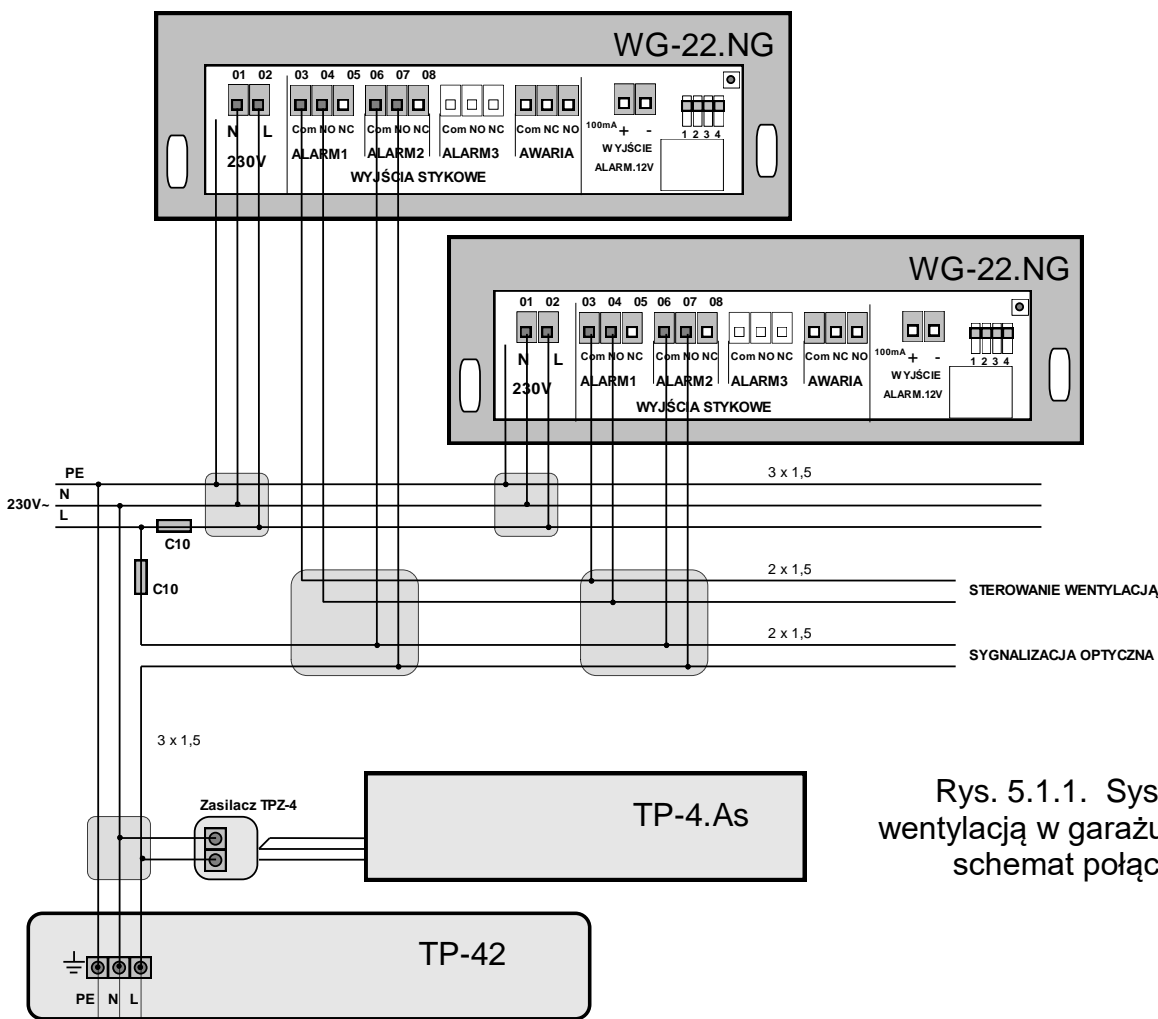 WG-22.NG
01 02 03 04 05 06 07 08
N L
230V
Com NO NC Com NO NC Com NO NC Com NC NO
ALARM1 ALARM2 ALARM3 AWARIA
WYJŚCIA STYKOWE
100mA + -
WYJŚCIE
ALARM.12V
1 2 3 4
WG-22.NG
01 02 03 04 05 06 07 08
N L
230V
Com NO NC Com NO NC Com NO NC Com NC NO
ALARM1 ALARM2 ALARM3 AWARIA
WYJŚCIA STYKOWE
100mA + -
WYJŚCIE
ALARM.12V
1 2 3 4
PE
3 x 1,5
230V~
N
L
C10
C10
2 x 1,5
STEROWANIE WENTYLACJĄ
2 x 1,5
SYGNALIZACJA OPTYCZNA
3 x 1,5
Zasilacz TPZ-4
TP-4.As
Rys. 5.1.1. Sys
wentylacją w garażu
schemat połąc
TP-42
PE N L